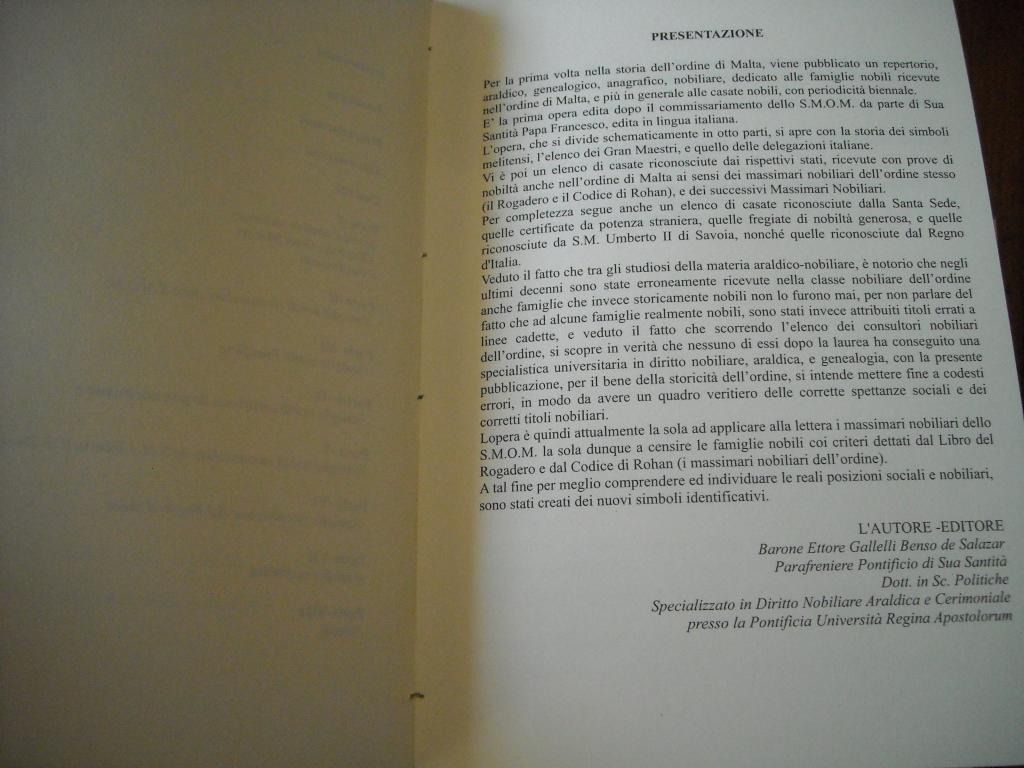 PRESENTAZIONE
Per la prima volta nella storia dell'ordine di Malta, viene pubblicato un repertorio,
araldico, genealogico, anagrafico, nobiliare, dedicato alle famiglie nobili ricevute
nell'ordine di Malta, e più in generale alle casate nobili, con periodicità biennale.
E' la prima opera edita dopo il commissariamento dello S.M.O.M. da parte di Sua
Santità Papa Francesco, edita in lingua italiana.
L'opera, che si divide schematicamente in otto parti, si apre con la storia dei simboli
melitensi, l'elenco dei Gran Maestri, e quello delle delegazioni italiane.
Vi è poi un elenco di casate riconosciute dai rispettivi stati, ricevute con prove di
nobiltà anche nell'ordine di Malta ai sensi dei massimari nobiliari dell'ordine stesso
(il Rogadero e il Codice di Rohan), e dei successivi Massimari Nobiliari.
Per completezza segue anche un elenco di casate riconosciute dalla Santa Sede,
quelle certificate da potenza straniera, quelle fregiate di nobiltà generosa, e quelle
riconosciute da S.M. Umberto II di Savoia, nonché quelle riconosciute dal Regno
d'Italia.
Veduto il fatto che tra gli studiosi della materia araldico-nobiliare, è notorio che negli
ultimi decenni sono state erroneamente ricevute nella classe nobiliare dell'ordine
anche famiglie che invece storicamente nobili non lo furono mai, per non parlare del
fatto che ad alcune famiglie realmente nobili, sono stati invece attribuiti titoli errati a
linee cadette, e veduto il fatto che scorrendo l'elenco dei consultori nobiliari
dell'ordine, si scopre in verità che nessuno di essi dopo la laurea ha conseguito una
specialistica universitaria in diritto nobiliare, araldica, e genealogia, con la presente
pubblicazione, per il bene della storicità dell'ordine, si intende mettere fine a codesti
errori, in modo da avere un quadro veritiero delle corrette spettanze sociali e dei
corretti titoli nobiliari.
Lopera è quindi attualmente la sola ad applicare alla lettera i massimari nobiliari dello
S.M.O.M. la sola dunque a censire le famiglie nobili coi criteri dettati dal Libro del
Rogadero e dal Codice di Rohan (i massimari nobiliari dell'ordine).
A tal fine per meglio comprendere ed individuare le reali posizioni sociali e nobiliari,
sono stati creati dei nuovi simboli identificativi.
L'AUTORE -EDITORE
Barone Ettore Gallelli Benso de Salazar
Parafreniere Pontificio di Sua Santità
Dott. in Sc. Politiche
Specializzato in Diritto Nobiliare Araldica e Cerimoniale
presso la Pontificia Università Regina Apostolorum